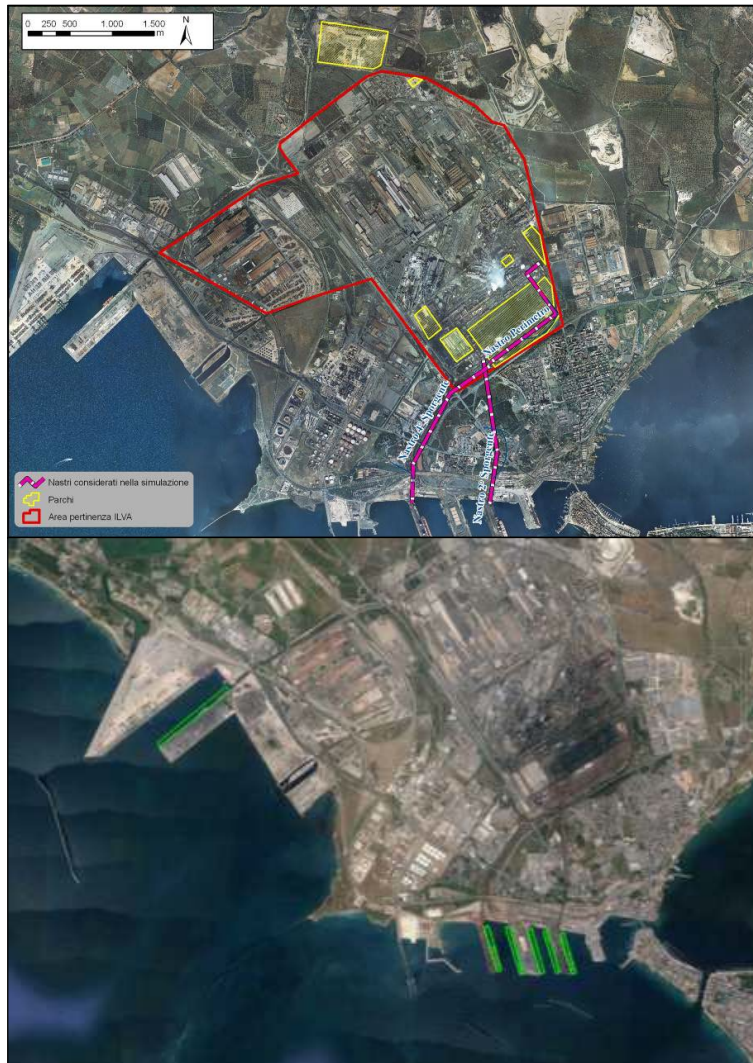 0 250 500 1.000 1.500
m
N
Nastro Perimetro
Nastro 4° Sporgente
Nastro 2° Sporgente
Nastri considerati nella simulazione
Parchi
Area pertinenza ILVA